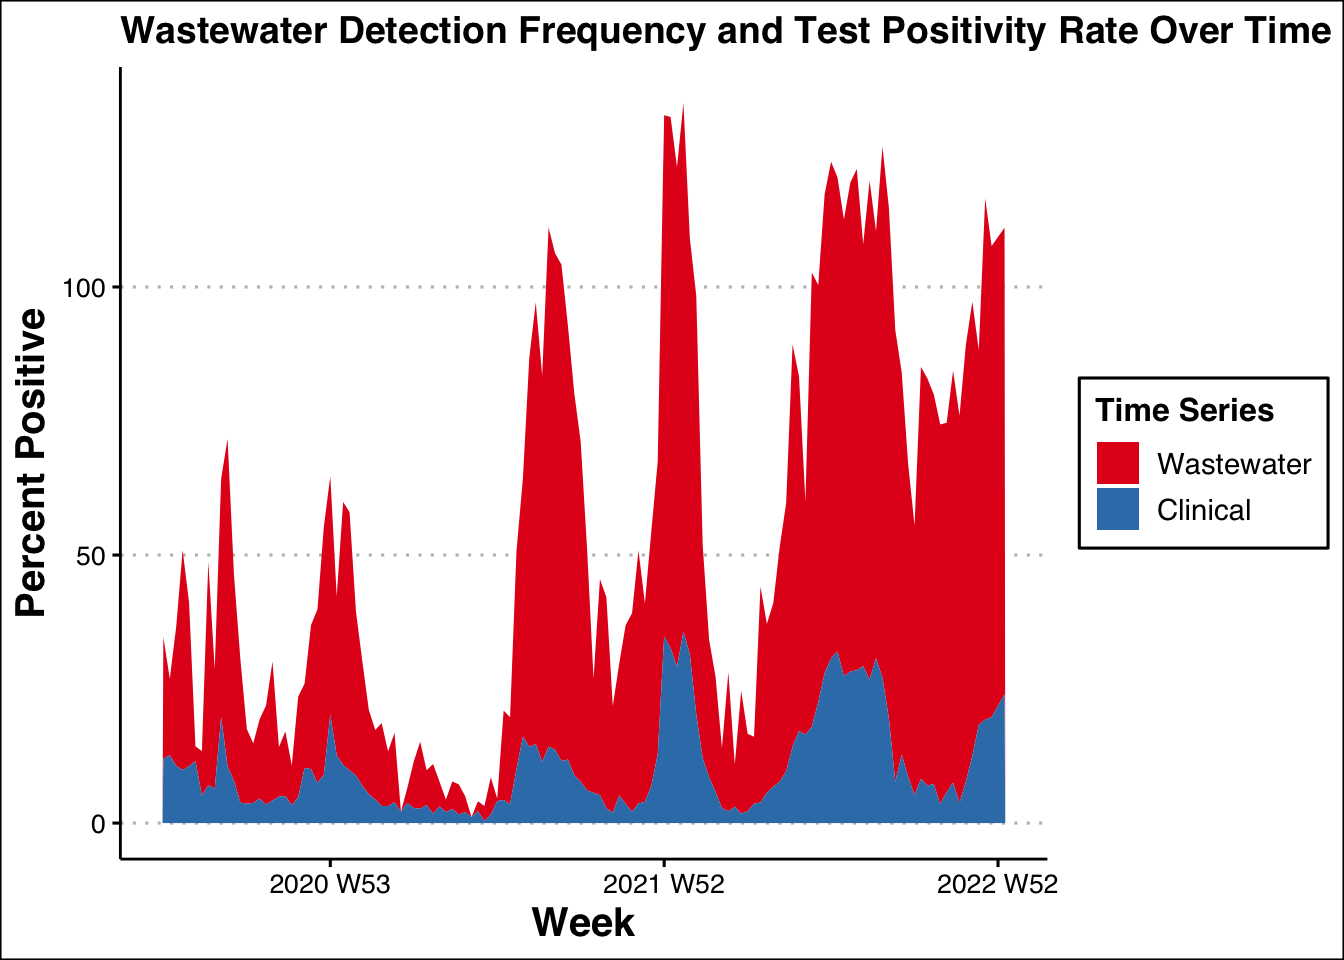 Wastewater Detection Frequency and Test Positivity Rate Over Time
Percent Positive
100
50
0
2020 W53
2021 W52
2022 W52
Week
Time Series
Wastewater
Clinical